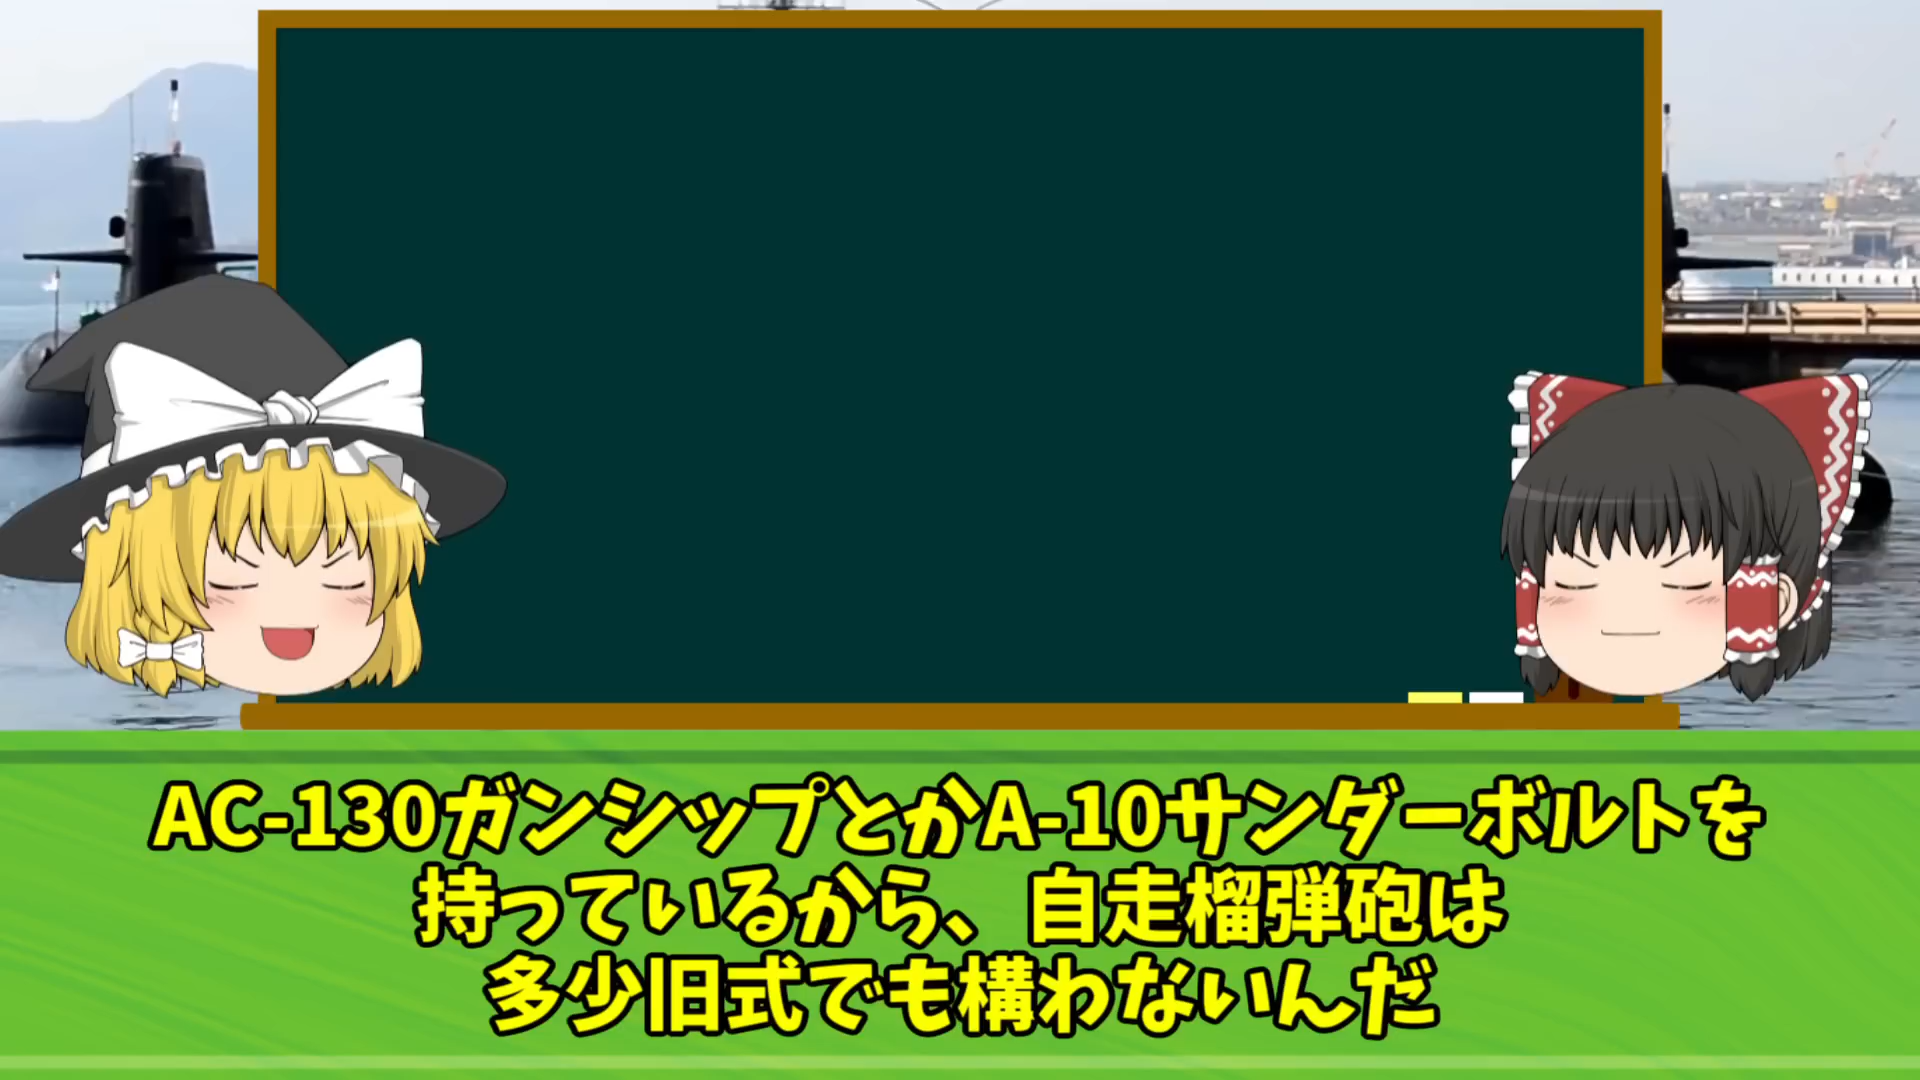 AC-130ガンシップとかA-10サンダーボルトを
持っているから、自走榴弾砲は
多少旧式でも構わないんだ